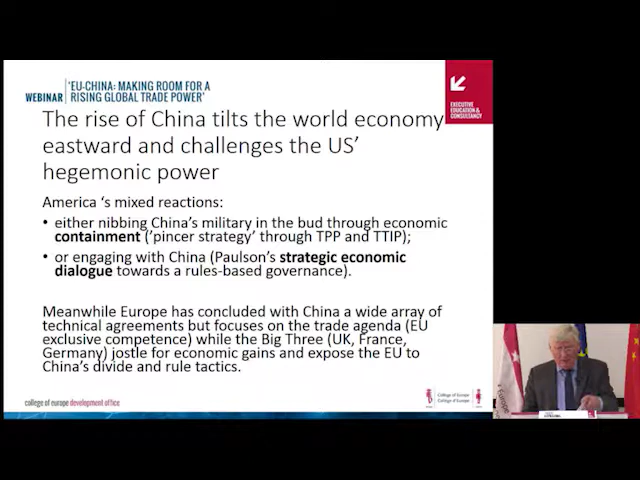 WEBINAR
'EU-CHINA: MAKING ROOM FOR A
RISING GLOBAL TRADE POWER'
EXECUTIVE
EDUCATION &
CONSULTANCY
The rise of China tilts the world economy
eastward and challenges the US'
hegemonic power
America 's mixed reactions:
• either nibbing China's military in the bud through economic
containment ('pincer strategy' through TPP and TTIP);
• or engaging with China (Paulson's strategic economic
dialogue towards a rules-based governance).
Meanwhile Europe has concluded with China a wide array of
technical agreements but focuses on the trade agenda (EU
exclusive competence) while the Big Three (UK, France,
Germany) jostle for economic gains and expose the EU to
China's divide and rule tactics.
college of europe development office
College of Europe
Collège d'Europe